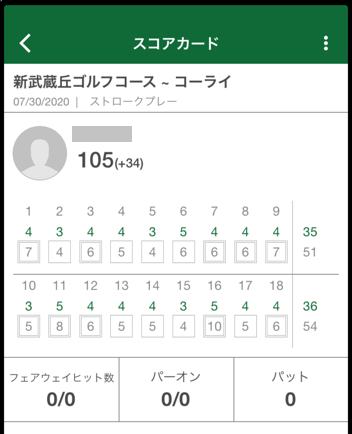 スコアカード
新武蔵丘ゴルフコース ~ コーライ
07/30/2020 | ストロークプレー
105(+34)
1 2 3 4 5 6 7 8 9
4 3 4 4 3 5 4 4 4 35
7 4 6 5 4 6 6 6 7 51
10 11 12 13 14 15 16 17 18
3 5 4 4 4 3 5 4 4 36
5 8 6 5 5 4 10 5 6 54
フェアウェイヒット数 パーオン パット
0/0 0/0 0